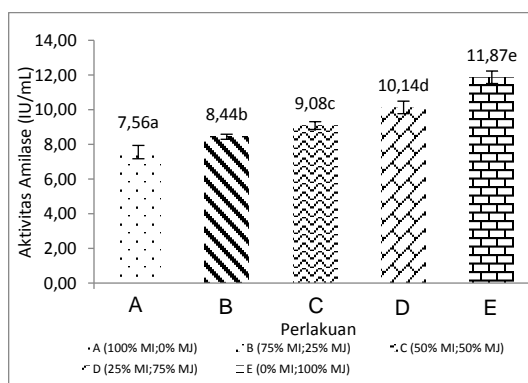 Aktivitas Amilase (IU/mL)
14,00
12,00
10,00
8,00
6,00
4,00
2,00
0,00
7,56a
8,44b
9,08c
10,14d
11,87e
A B C D E
Perlakuan
A (100% MI;0% MJ) B (75% MI;25% MJ) C (50% MI;50% MJ)
D (25% MI;75% MJ) E (0% MI;100% MJ)